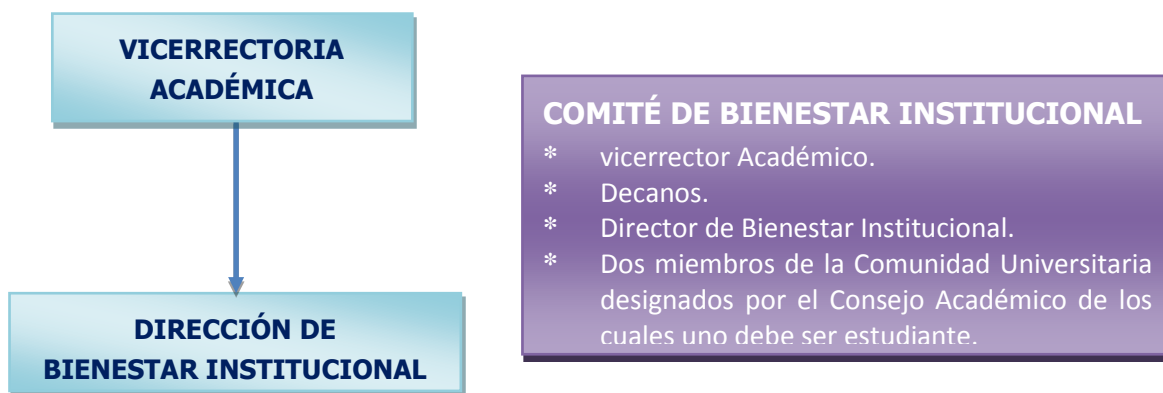 VICERRECTORIA
ACADÉMICA
DIRECCIÓN DE
BIENESTAR INSTITUCIONAL
COMITÉ DE BIENESTAR INSTITUCIONAL
* vicerrector Académico.
* Decanos.
* Director de Bienestar Institucional.
* Dos miembros de la Comunidad Universitaria
designados por el Consejo Académico de los
cuales uno debe ser estudiante.